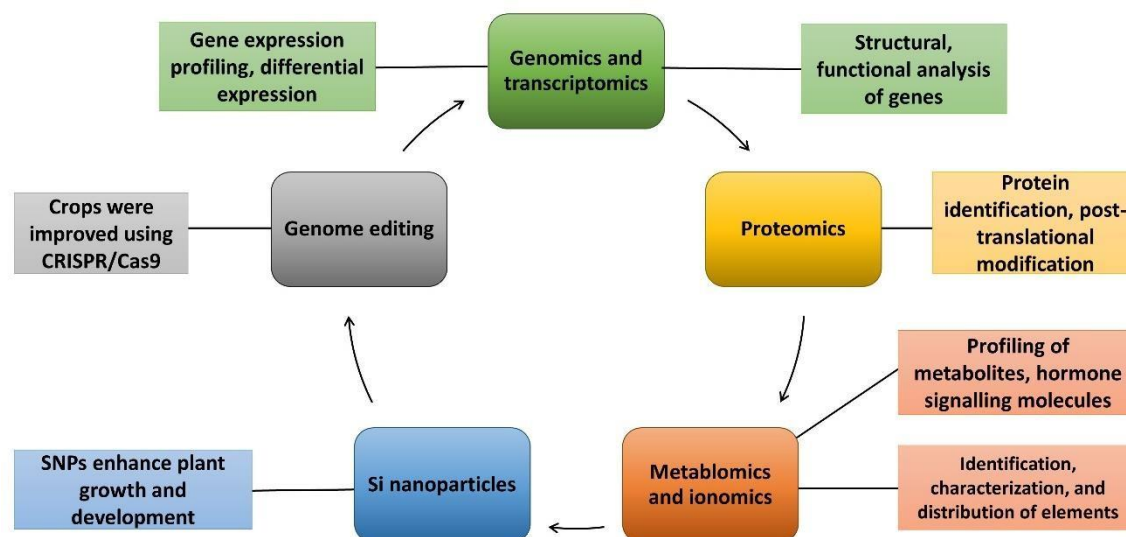 Gene expression
profiling, differential
expression
Genomics and
transcriptomics
Structural,
functional analysis
of genes
Crops were
improved using
CRISPR/Cas9
Genome editing
Proteomics
Protein
identification, post-
translational
modification
Profiling of
metabolites, hormone
signalling molecules
SNPs enhance plant
growth and
development
Si nanoparticles
Metablomics
and ionomics
Identification,
characterization, and
distribution of elements